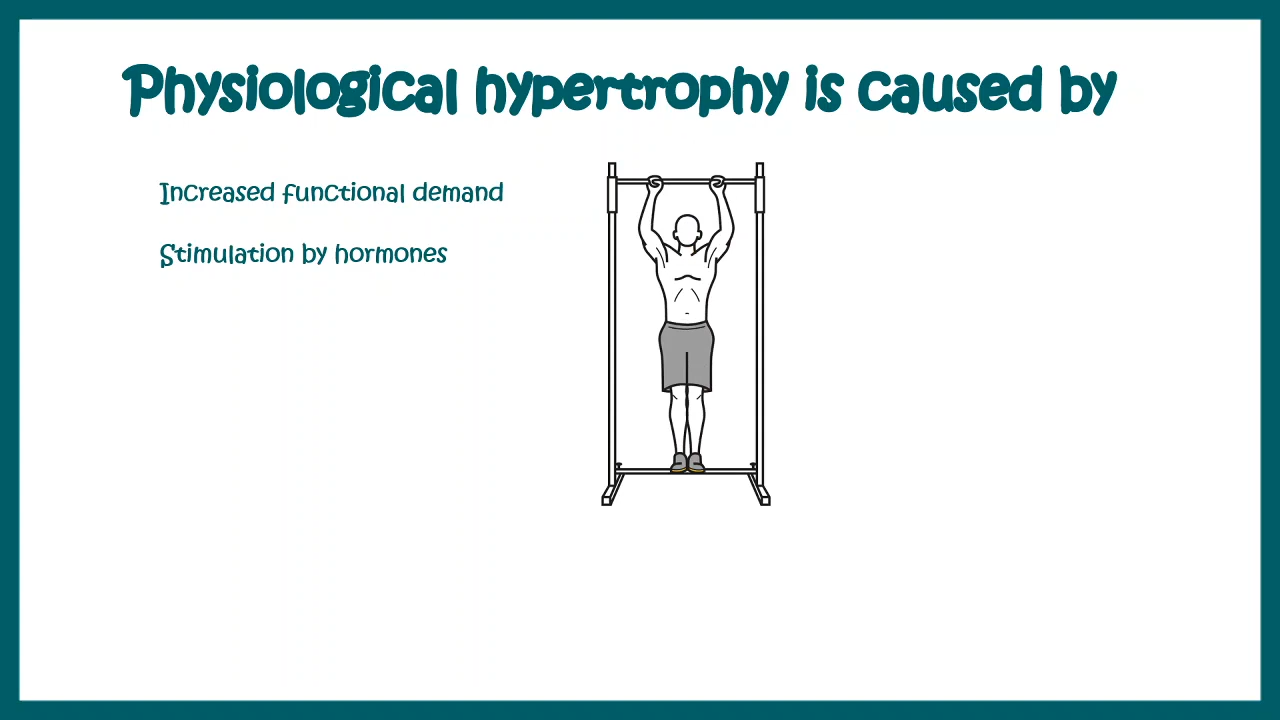 Physiological hypertrophy is caused by
Increased functional demand
Stimulation by hormones